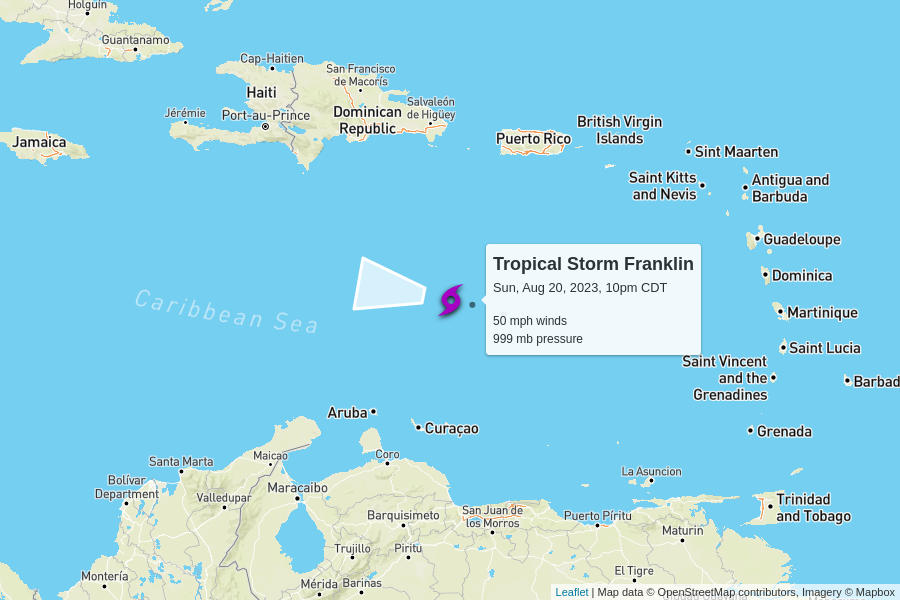 Holguín
Guantanamo
Cap-Haitien
San Francisco
de Macorís
Haiti
Salvaleón
de Higüey
Jérémie
Port-au-Prince
Dominican
Republic
British Virgin
Islands
Jamaica
Puerto Rico
Sint Maarten
Saint Kitts
and Nevis
Antigua and
Barbuda
Guadeloupe
Tropical Storm Franklin
Sun, Aug 20, 2023, 10pm CDT
50 mph winds
999 mb pressure
Dominica
Caribbean Sea
Martinique
Saint Lucia
Saint Vincent
and the
Grenadines
Barbad
Aruba
Curaçao
Grenada
Maicao
Coro
Santa Marta
La Asuncion
Bolívar
Department
Maracaibo
Valledupar
Barquisimeto
San Juan de
los Morros
Puerto Píritu
Trinidad
and Tobago
Maturin
Trujillo
Piritu
Montería
Mérida
Barinas
El Tigre
Ciudad Guayana
Leaflet | Map data © OpenStreetMap contributors, Imagery © Mapbox